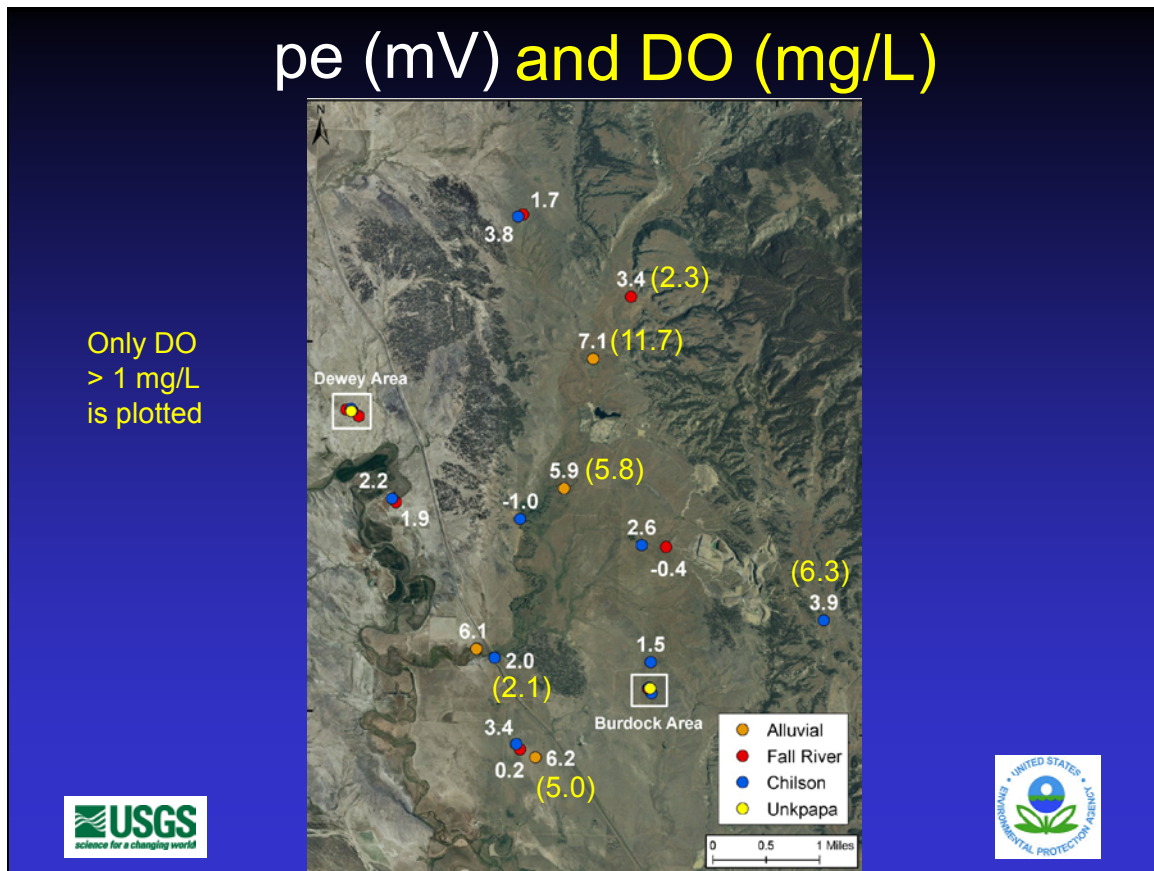 pe (mV) and DO (mg/L)
N
1.7
3.8
3.4 (2.3)
7.1 (11.7)
Only DO
> 1 mg/L
is plotted
Dewey Area
5.9 (5.8)
2.2
-1.0
1.9
2.6
-0.4
(6.3)
3.9
6.1
2.0
(2.1)
1.5
Burdock Area
3.4
0.2
6.2
(5.0)
Alluvial
Fall River
Chilson
Unkpapa
0 0.5 1 Miles
USGS
science for a changing world
UNITED STATES
ENVIRONMENTAL PROTECTION AGENCY